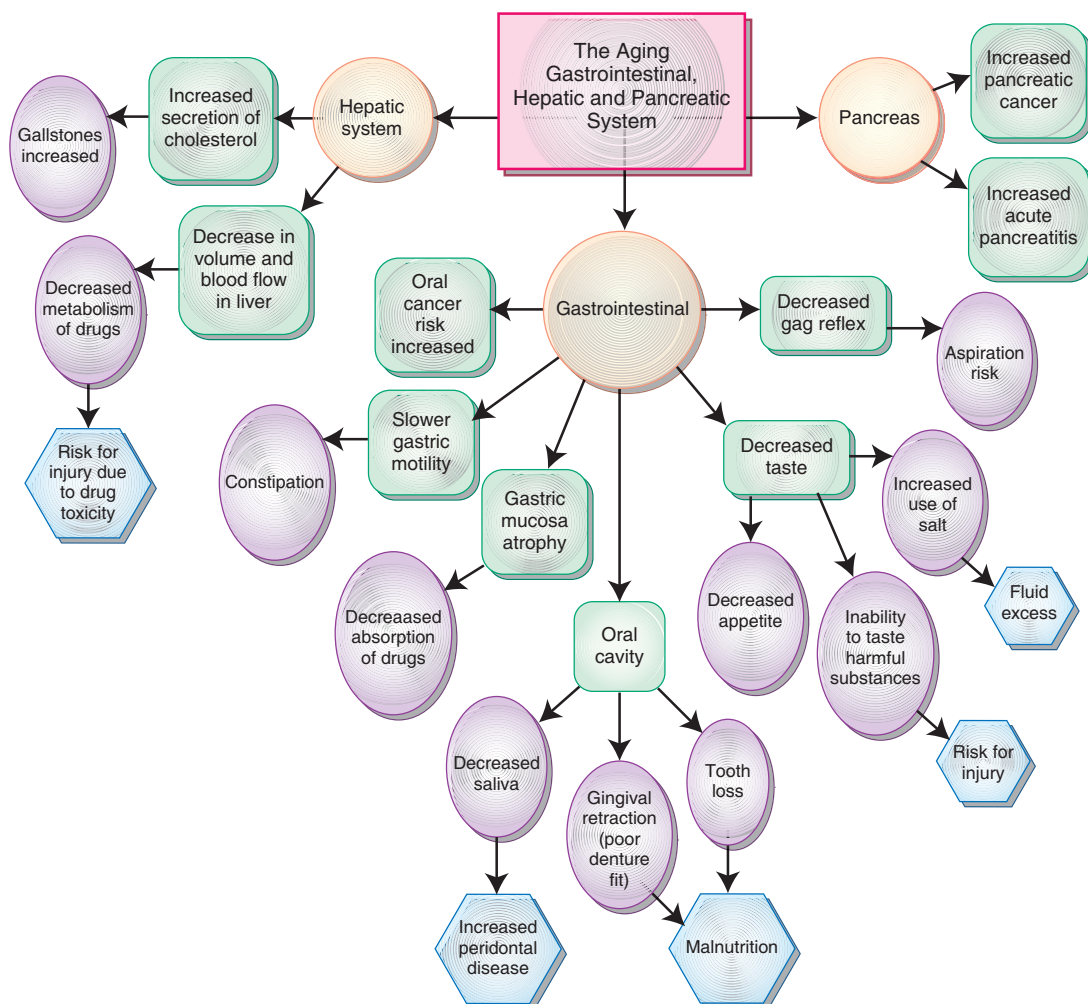 The Aging
Gastrointestinal,
Hepatic and Pancreatic
System
Hepatic
system
Increased
secretion of
cholesterol
Gallstones
increased
Decrease in
volume and
blood flow
in liver
Decreased
metabolism
of drugs
Risk for
injury due
to drug
toxicity
Pancreas
Increased
pancreatic
cancer
Increased
acute
pancreatitis
Gastrointestinal
Oral
cancer
risk
increased
Decreased
gag reflex
Aspiration
risk
Slower
gastric
motility
Constipation
Gastric
mucosa
atrophy
Decreaased
absorption
of drugs
Decreased
taste
Increased
use of
salt
Fluid
excess
Decreased
appetite
Inability
to taste
harmful
substances
Risk for
injury
Oral
cavity
Decreased
saliva
Gingival
retraction
(poor
denture
fit)
Tooth
loss
Increased
peridontal
disease
Malnutrition